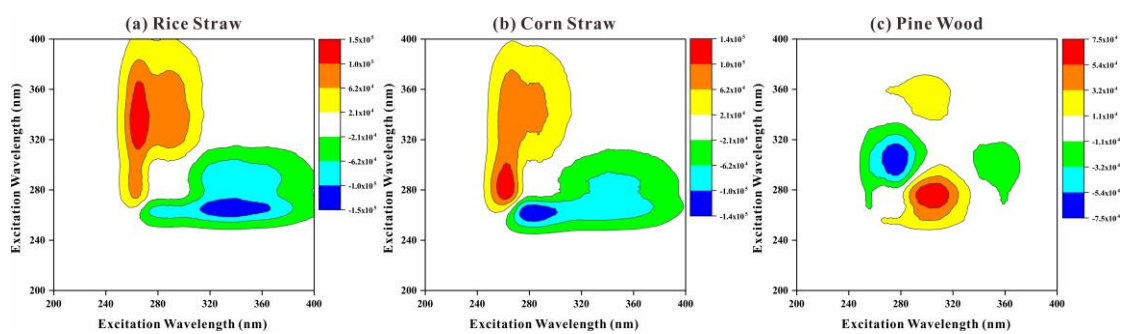 (a) Rice Straw
(b) Corn Straw
(c) Pine Wood
Excitation Wavelength (nm)
400
360
320
280
240
200
200 240 280 320 360 400
Excitation Wavelength (nm)
1.5x10⁵
1.0x10⁵
6.2x10⁴
2.1x10⁴
-2.1x10⁴
-6.2x10⁴
-1.0x10⁵
-1.5x10⁵
Excitation Wavelength (nm)
400
360
320
280
240
200
200 240 280 320 360 400
Excitation Wavelength (nm)
1.4x10⁵
1.0x10⁵
6.2x10⁴
2.1x10⁴
-2.1x10⁴
-6.2x10⁴
-1.0x10⁵
-1.4x10⁵
Excitation Wavelength (nm)
400
360
320
280
240
200
200 240 280 320 360 400
Excitation Wavelength (nm)
7.5x10⁴
5.4x10⁴
3.2x10⁴
1.1x10⁴
-1.1x10⁴
-3.2x10⁴
-5.4x10⁴
-7.5x10⁴